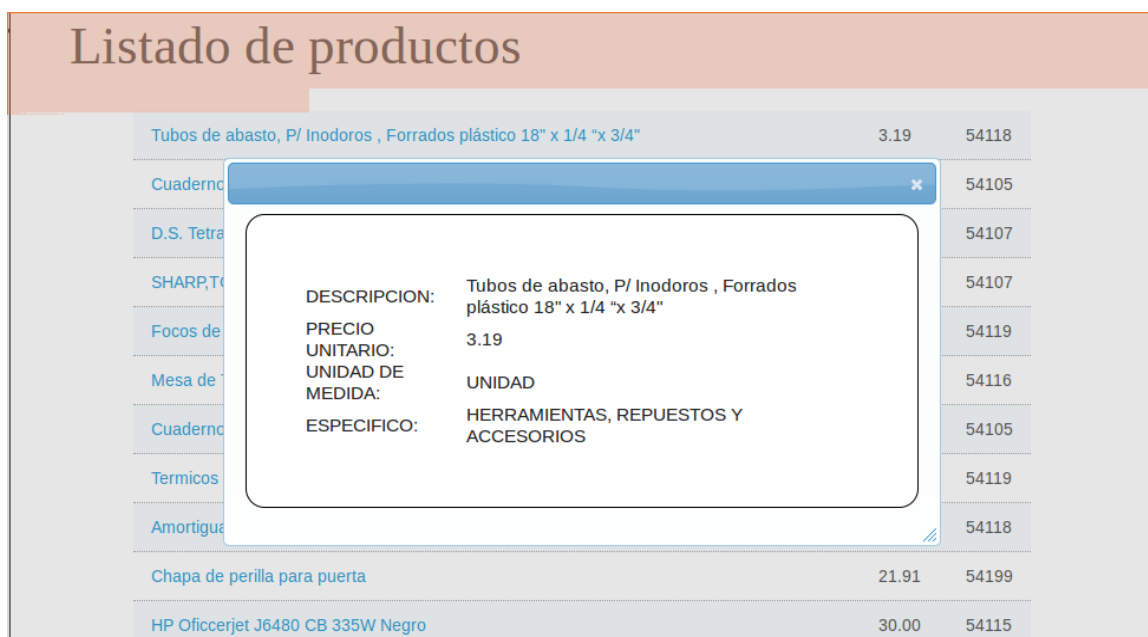 Listado de productos
Tubos de abasto, P/ Inodoros , Forrados plástico 18" x 1/4 “x 3/4" 3.19 54118
Cuaderno 54105
D.S. Tetra 54107
SHARP,TO 54107
Focos de 54119
Mesa de 54116
Cuaderno 54105
Termicos 54119
Amortigua 54118
Chapa de perilla para puerta 21.91 54199
HP Oficcerjet J6480 CB 335W Negro 30.00 54115
DESCRIPCION: Tubos de abasto, P/ Inodoros , Forrados
plástico 18" x 1/4 “x 3/4"
PRECIO
UNITARIO: 3.19
UNIDAD DE
MEDIDA: UNIDAD
ESPECIFICO: HERRAMIENTAS, REPUESTOS Y
ACCESORIOS